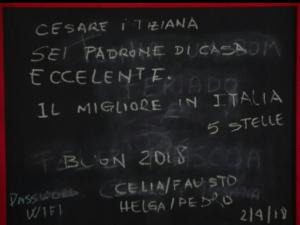 CESARE i TIZIANA
SEI PADRONE DI CASA
ECCELENTE.
IL MIGLIORE IN ITALIA
5 STELLE
BUON 2018
CELIA/FAUSTO
HELGA/PEDRO
PASSWORD
WIFI
2/4/18